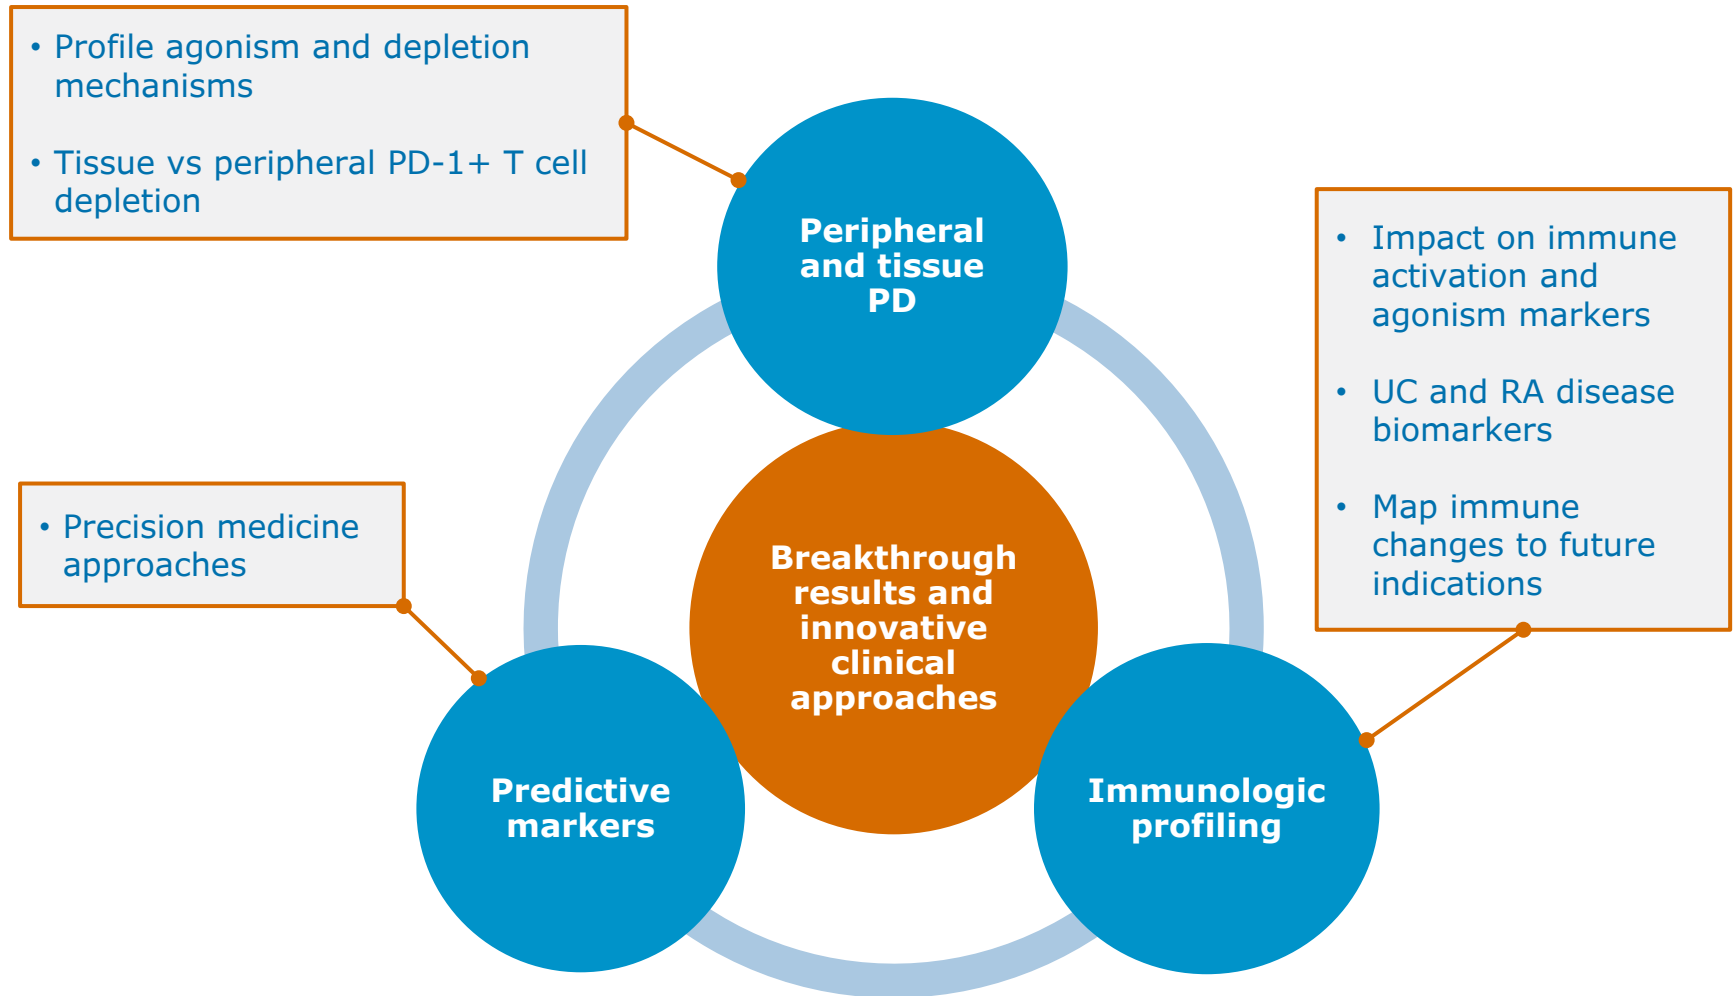 • Profile agonism and depletion
mechanisms
• Tissue vs peripheral PD-1+ T cell
depletion
Peripheral
and tissue
PD
• Impact on immune
activation and
agonism markers
• UC and RA disease
biomarkers
• Map immune
changes to future
indications
• Precision medicine
approaches
Breakthrough
results and
innovative
clinical
approaches
Predictive
markers
Immunologic
profiling